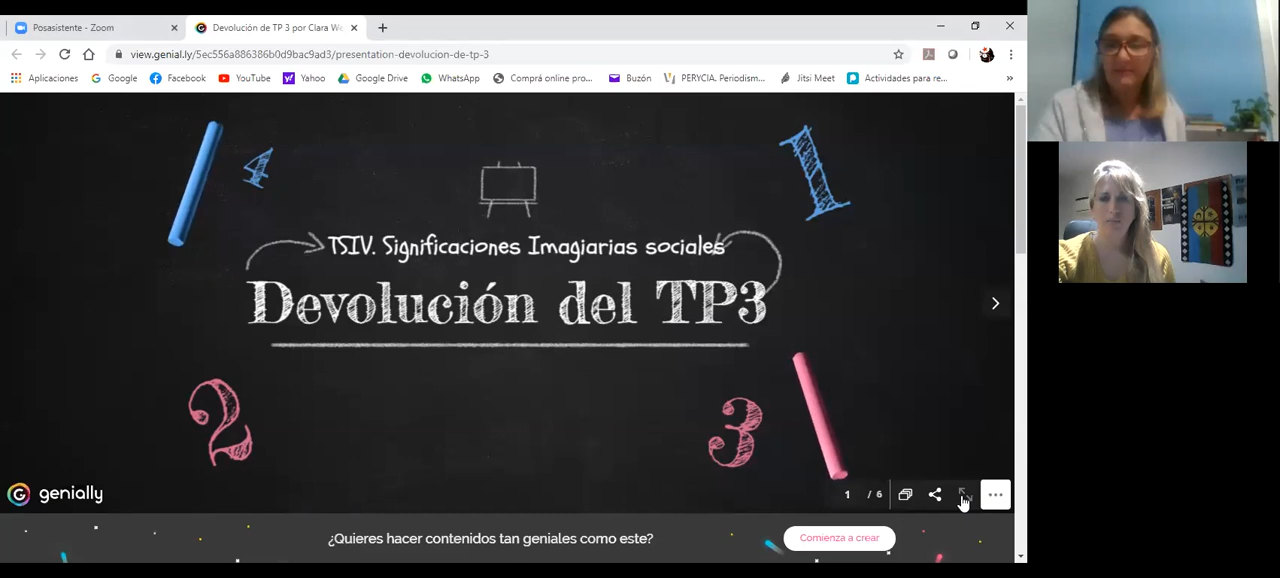 Posasistente - Zoom
Devolución de TP 3 por Clara We
view.genial.ly/5ec556a886386b0d9bac9ad3/presentation-devolucion-de-tp-3
Aplicaciones Google Facebook YouTube Yahoo Google Drive WhatsApp Comprá online pro... Buzón PERYCIA. Periodism... Jitsi Meet Actividades para re... »
4
1
TSIV. Significaciones Imagiarias sociales
Devolución del TP3
2
3
genially
1 / 6
¿Quieres hacer contenidos tan geniales como este?
Comienza a crear